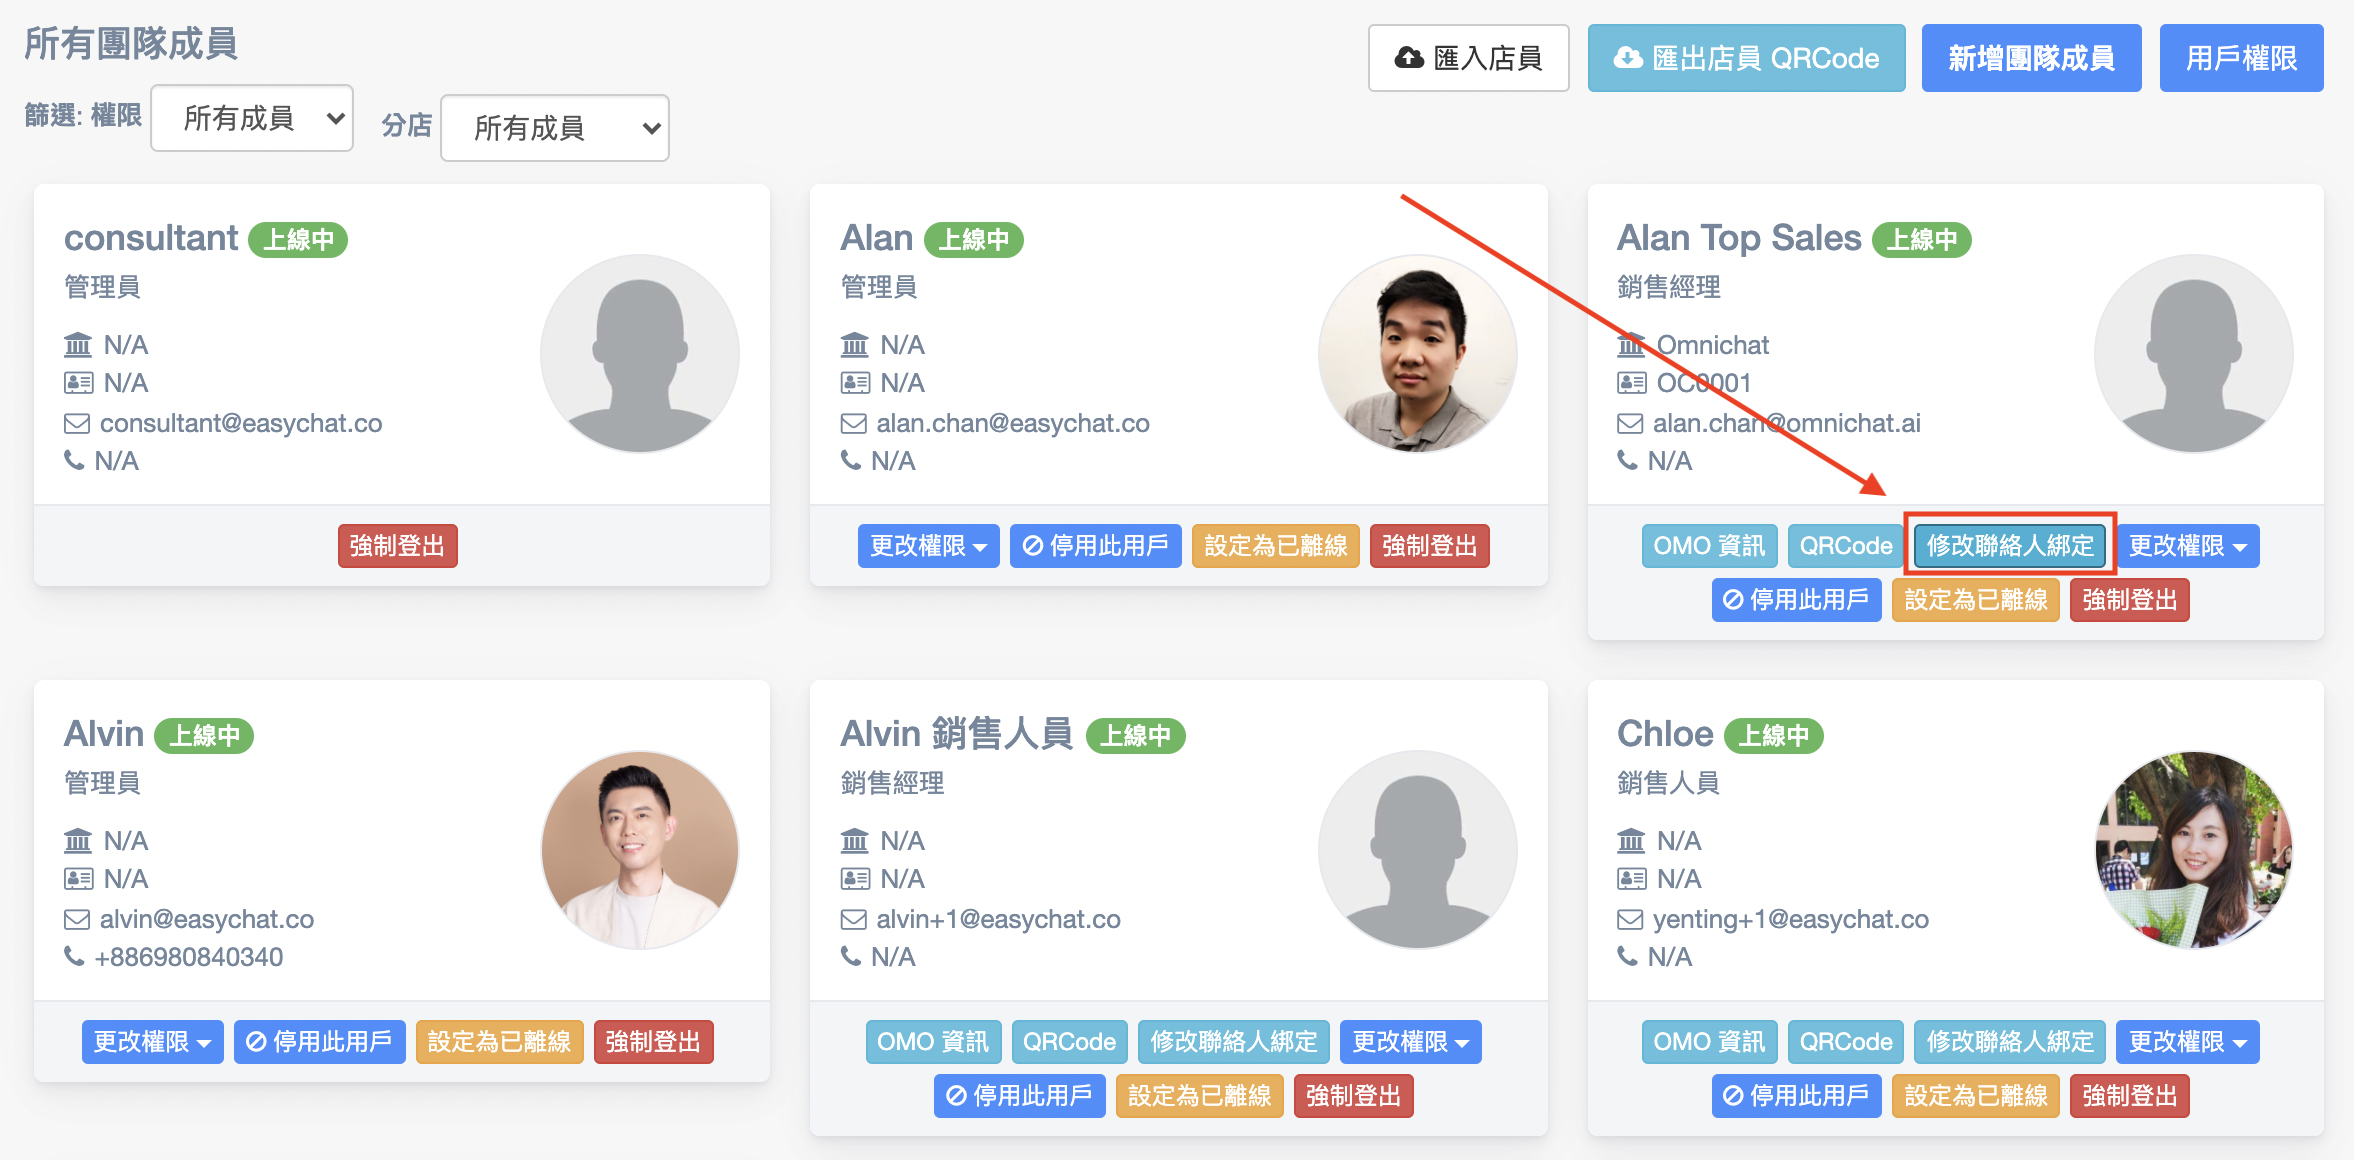 所有團隊成員
匯入店員
匯出店員 QRCode
新增團隊成員
用戶權限
篩選: 權限
所有成員
分店
所有成員
consultant 上線中
管理員
N/A
N/A
consultant@easychat.co
N/A
強制登出
Alan 上線中
管理員
N/A
N/A
alan.chan@easychat.co
N/A
更改權限
停用此用戶
設定為已離線
強制登出
Alan Top Sales 上線中
銷售經理
Omnichat
OC0001
alan.chan@omnichat.ai
N/A
OMO 資訊
QRCode
修改聯絡人綁定
更改權限
停用此用戶
設定為已離線
強制登出
Alvin 上線中
管理員
N/A
N/A
alvin@easychat.co
+886980840340
更改權限
停用此用戶
設定為已離線
強制登出
Alvin 銷售人員 上線中
銷售經理
N/A
N/A
alvin+1@easychat.co
N/A
OMO 資訊
QRCode
修改聯絡人綁定
更改權限
停用此用戶
設定為已離線
強制登出
Chloe 上線中
銷售人員
N/A
N/A
yenting+1@easychat.co
N/A
OMO 資訊
QRCode
修改聯絡人綁定
更改權限
停用此用戶
設定為已離線
強制登出